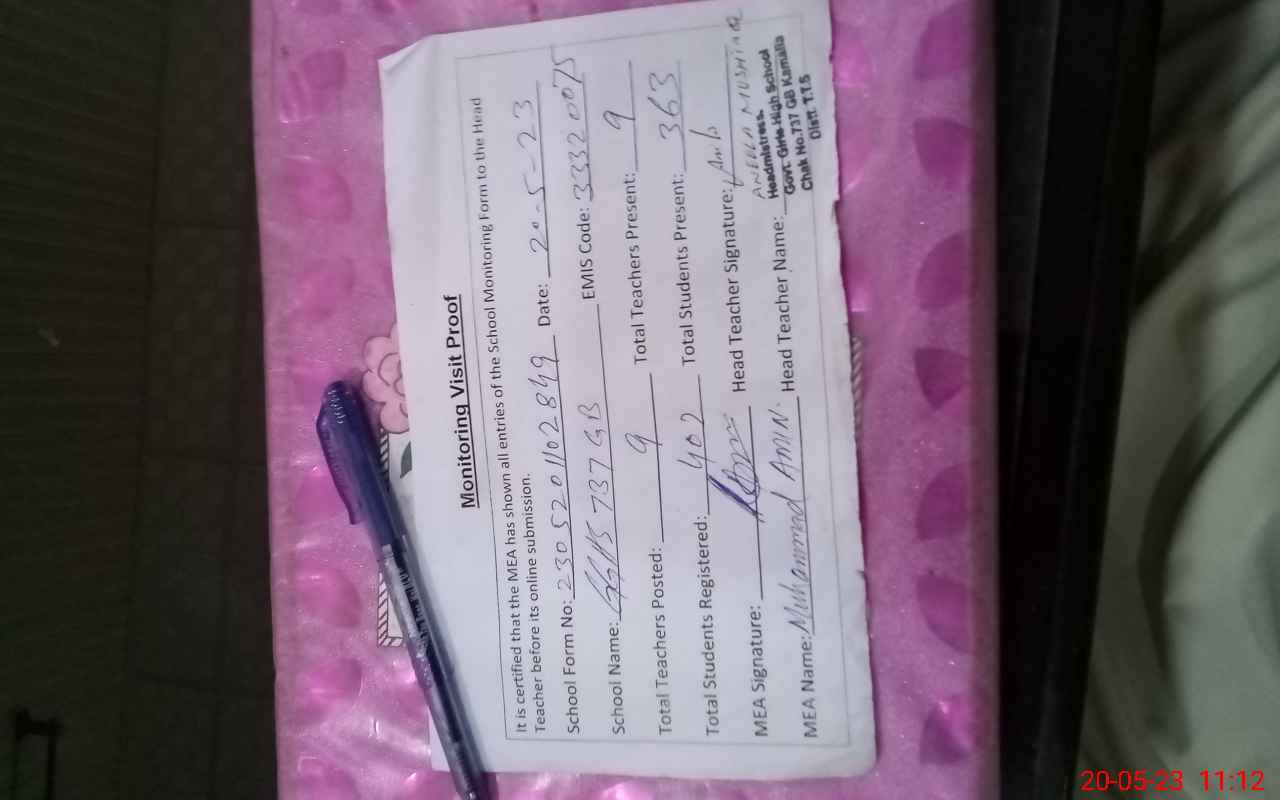 Monitoring Visit Proof
It is certified that the MEA has shown all entries of the School Monitoring Form to the Head
Teacher before its online submission.
School Form No: 2305201102849 Date: 20-5-23
School Name: GGHS 737 GB EMIS Code: 33320075
Total Teachers Posted: 9 Total Teachers Present: 9
Total Students Registered: 402 Total Students Present: 363
MEA Signature: Head Teacher Signature:
MEA Name: Muhammad AMIN. Head Teacher Name: MUSHTAQ
Headmistress.
Govt. Girls High School
Chak No.737 GB Kamalia
Distt. T.T.S
20-05-23 11:12